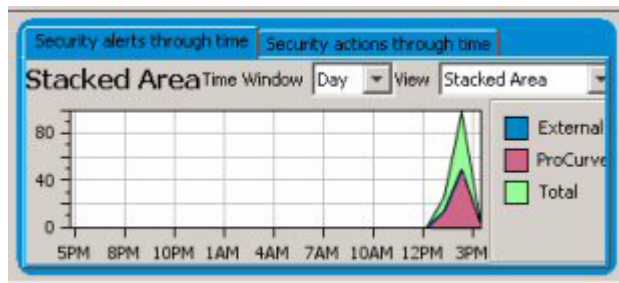 Security alerts through time Security actions through time
Stacked Area Time Window Day View Stacked Area
80
40
0
External
ProCurve
Total
5PM 8PM 10PM 1AM 4AM 7AM 10AM 12PM 3PM